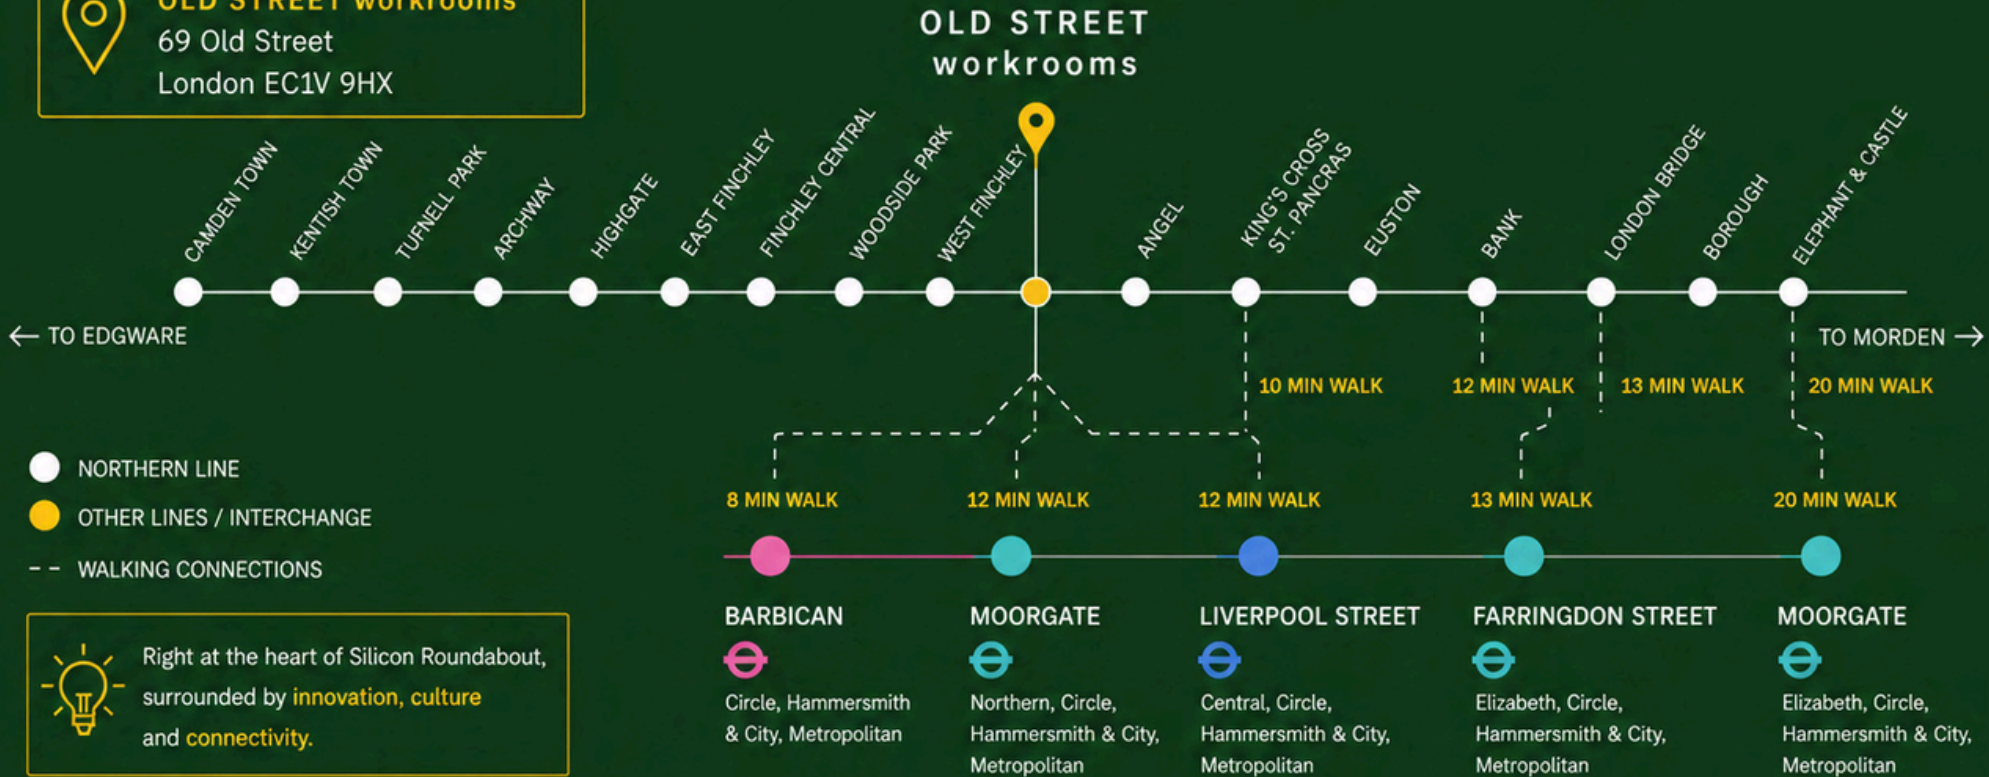 OLD STREET workrooms
69 Old Street
London EC1V 9HX
OLD STREET
workrooms
CAMDEN TOWN
KENTISH TOWN
TUFNELL PARK
ARCHWAY
HIGHGATE
EAST FINCHLEY
FINCHLEY CENTRAL
WOODSIDE PARK
WEST FINCHLEY
ANGEL
KING'S CROSS
ST. PANCRAS
EUSTON
BANK
LONDON BRIDGE
BOROUGH
ELEPHANT & CASTLE
← TO EDGWARE
TO MORDEN →
10 MIN WALK
12 MIN WALK
13 MIN WALK
20 MIN WALK
NORTHERN LINE
OTHER LINES / INTERCHANGE
WALKING CONNECTIONS
8 MIN WALK
12 MIN WALK
12 MIN WALK
13 MIN WALK
20 MIN WALK
BARBICAN
Circle, Hammersmith
& City, Metropolitan
MOORGATE
Northern, Circle,
Hammersmith & City,
Metropolitan
LIVERPOOL STREET
Central, Circle,
Hammersmith & City,
Metropolitan
FARRINGDON STREET
Elizabeth, Circle,
Hammersmith & City,
Metropolitan
MOORGATE
Elizabeth, Circle,
Hammersmith & City,
Metropolitan
Right at the heart of Silicon Roundabout,
surrounded by innovation, culture
and connectivity.